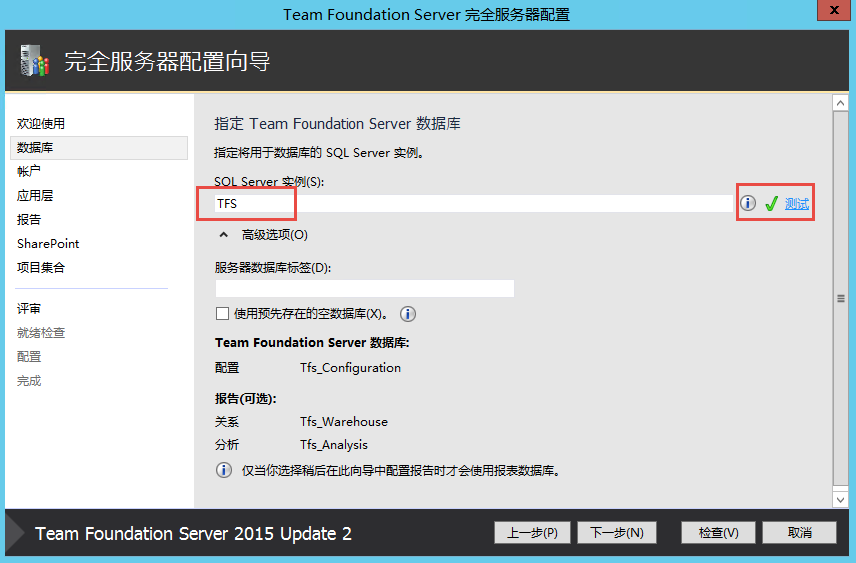 Team Foundation Server 完全服务器配置
x
完全服务器配置向导
欢迎使用
数据库
帐户
应用层
报告
SharePoint
项目集合
评审
就绪检查
配置
完成
指定 Team Foundation Server 数据库
指定将用于数据库的 SQL Server 实例。
SQL Server 实例(S):
TFS
测试
高级选项(O)
服务器数据库标签(D):
使用预先存在的空数据库(X)。
Team Foundation Server 数据库:
配置 Tfs_Configuration
报告(可选):
关系 Tfs_Warehouse
分析 Tfs_Analysis
仅当你选择稍后在此向导中配置报告时才会使用报表数据库。
Team Foundation Server 2015 Update 2
上一步(P) 下一步(N) 检查(V) 取消